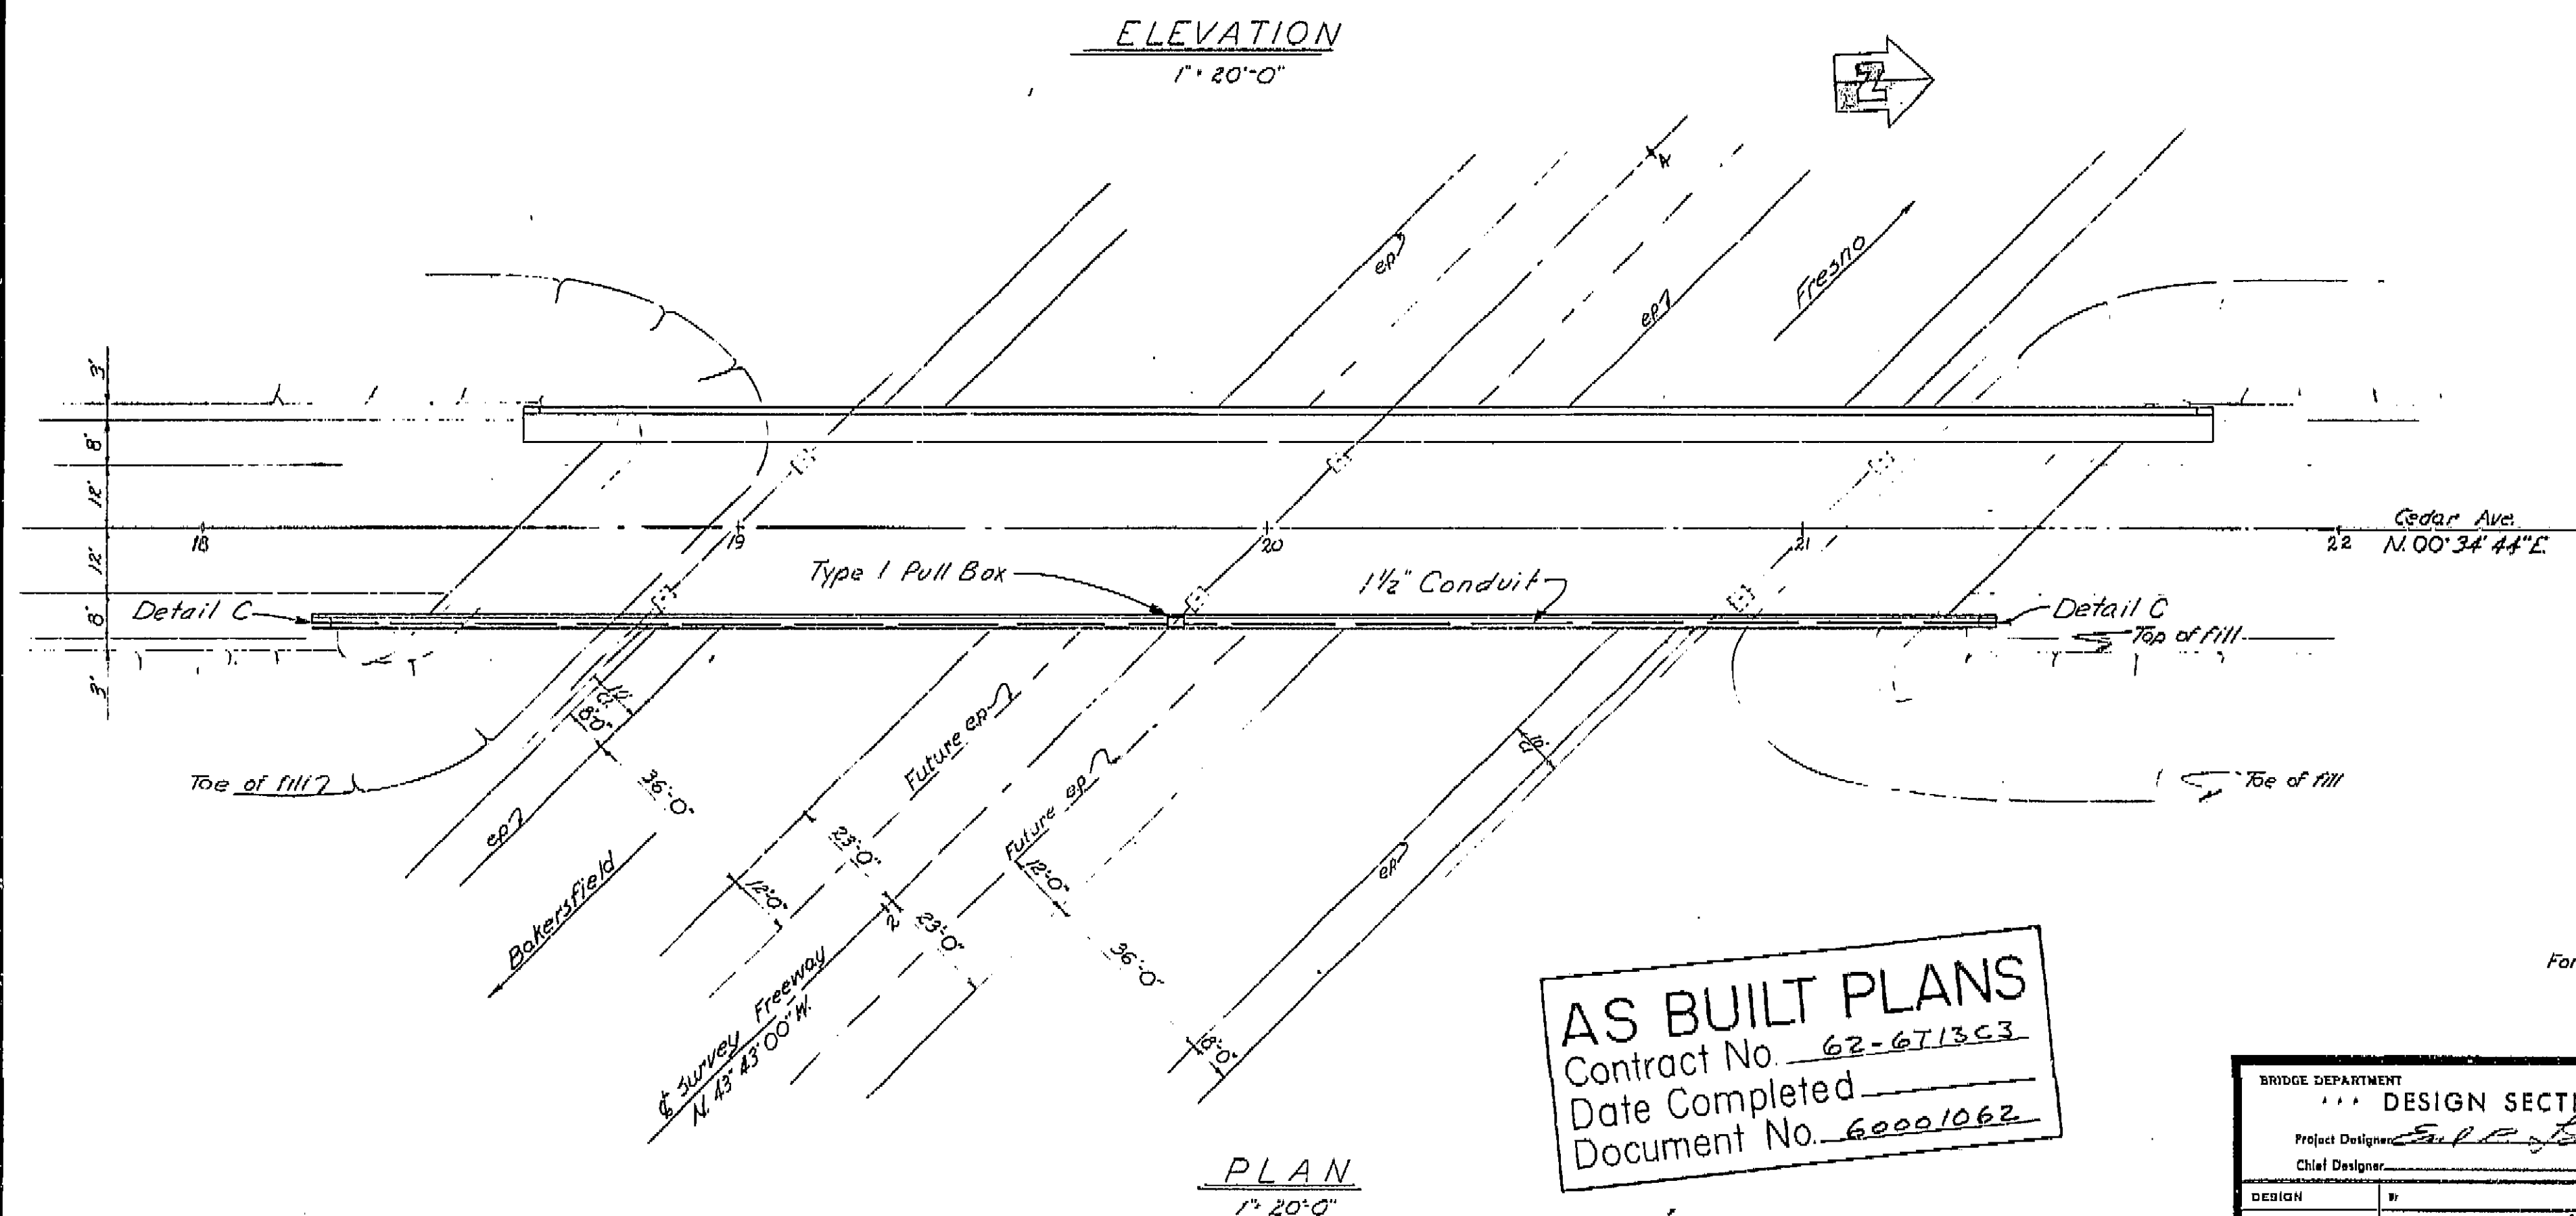 ELEVATION
1" = 20'-0"
N
A
ep
ep
Fresno
3'
8'
12'
12'
8'
3'
18
19
20
21
22
Cedar Ave.
N. 00° 34' 44" E.
Type 1 Pull Box
1½" Conduit
Detail C
Detail C
Top of fill
8'-0"
Toe of fill
Toe of fill
ep
36'-0"
Future ep
Future ep
23'-0"
12'-0"
12'-0"
23'-0"
36'-0"
ep
8'-0"
Bakersfield
₵ Survey Freeway
N. 43° 43' 00" W.
AS BUILT PLANS
Contract No. 62-6T13C3
Date Completed
Document No. 60001062
PLAN
1" = 20'-0"
For
BRIDGE DEPARTMENT
DESIGN SECTI
Project Designer
Chief Designer
DESIGN